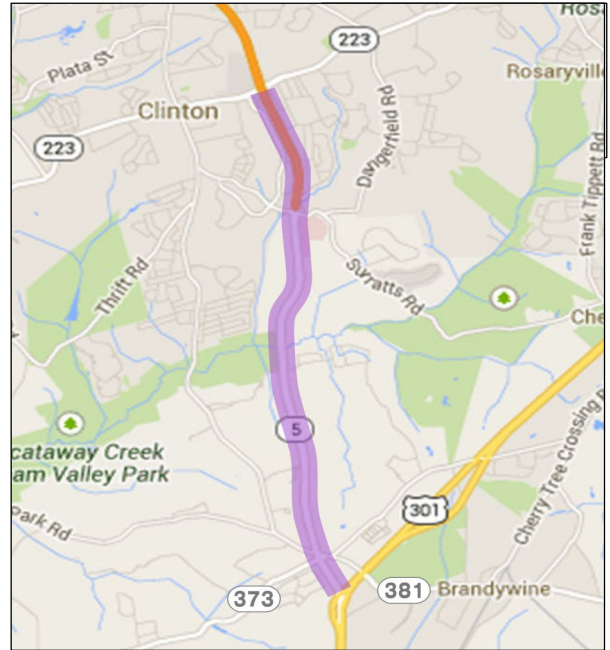 Ros
223
Plata St
Rosaryville
Clinton
Dangerfield Rd
223
Frank Tippett Rd
Thrift Rd
Surratts Rd
Che
5
cataway Creek
am Valley Park
Cherry Tree Crossing R
301
Park Rd
373
381
Brandywine